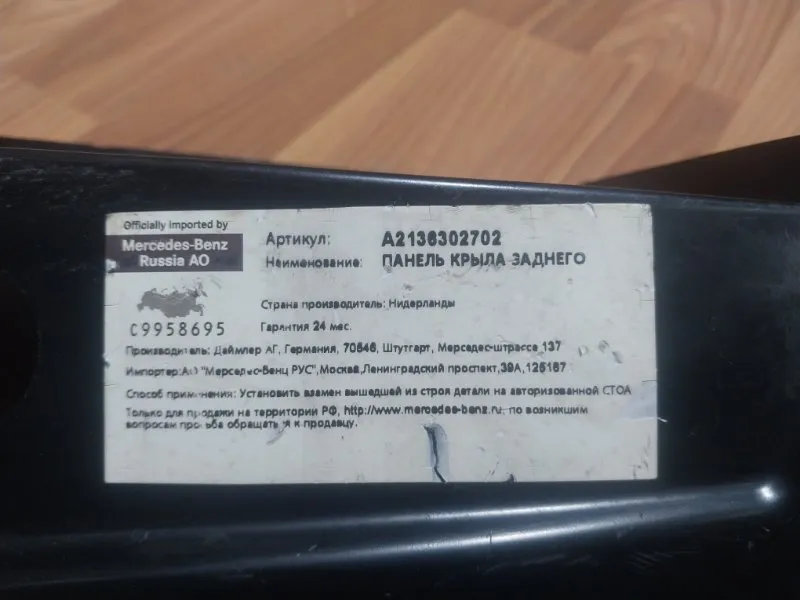 Officially imported by
Mercedes-Benz
Russia AO
Артикул: A2136302702
Наименование: ПАНЕЛЬ КРЫЛА ЗАДНЕГО
Страна производитель: Нидерланды
C9958695
Гарантия 24 мес.
Производитель: Даймлер АГ, Германия, 70546, Штутгарт, Мерседес-штрассе 137
Импортер:АО "Мерседес-Бенц РУС",Москва,Ленинградский проспект,39А,125167
Способ применения: Установить взамен вышедшей из строя детали на авторизованной СТОА
Только для продажи на территории РФ, http://www.mercedes-benz.ru, по возникшим
вопросам просьба обращаться к продавцу.